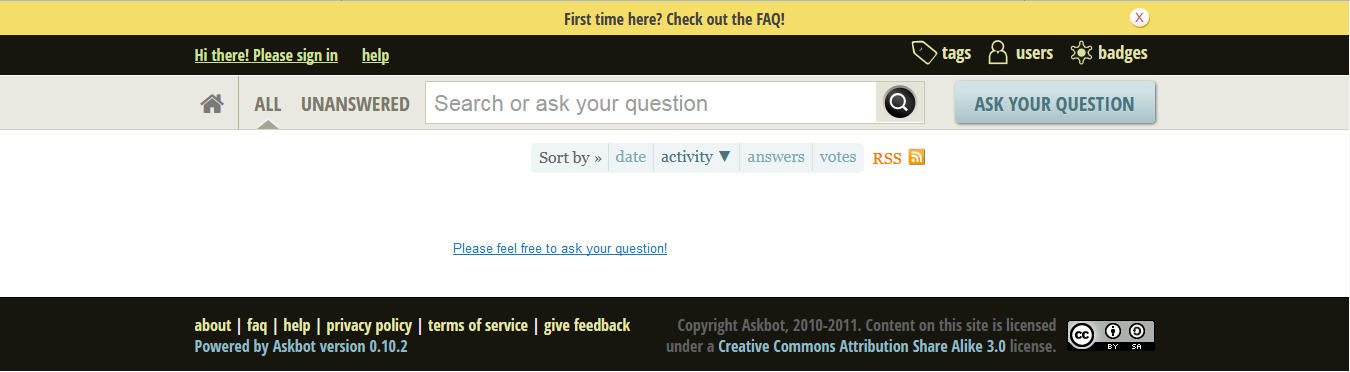 First time here? Check out the FAQ!
X
Hi there! Please sign in help tags users badges
ALL UNANSWERED Search or ask your question ASK YOUR QUESTION
Sort by » date activity ▼ answers votes RSS
Please feel free to ask your question!
about | faq | help | privacy policy | terms of service | give feedback
Powered by Askbot version 0.10.2
Copyright Askbot, 2010-2011. Content on this site is licensed
under a Creative Commons Attribution Share Alike 3.0 license.
cc BY SA